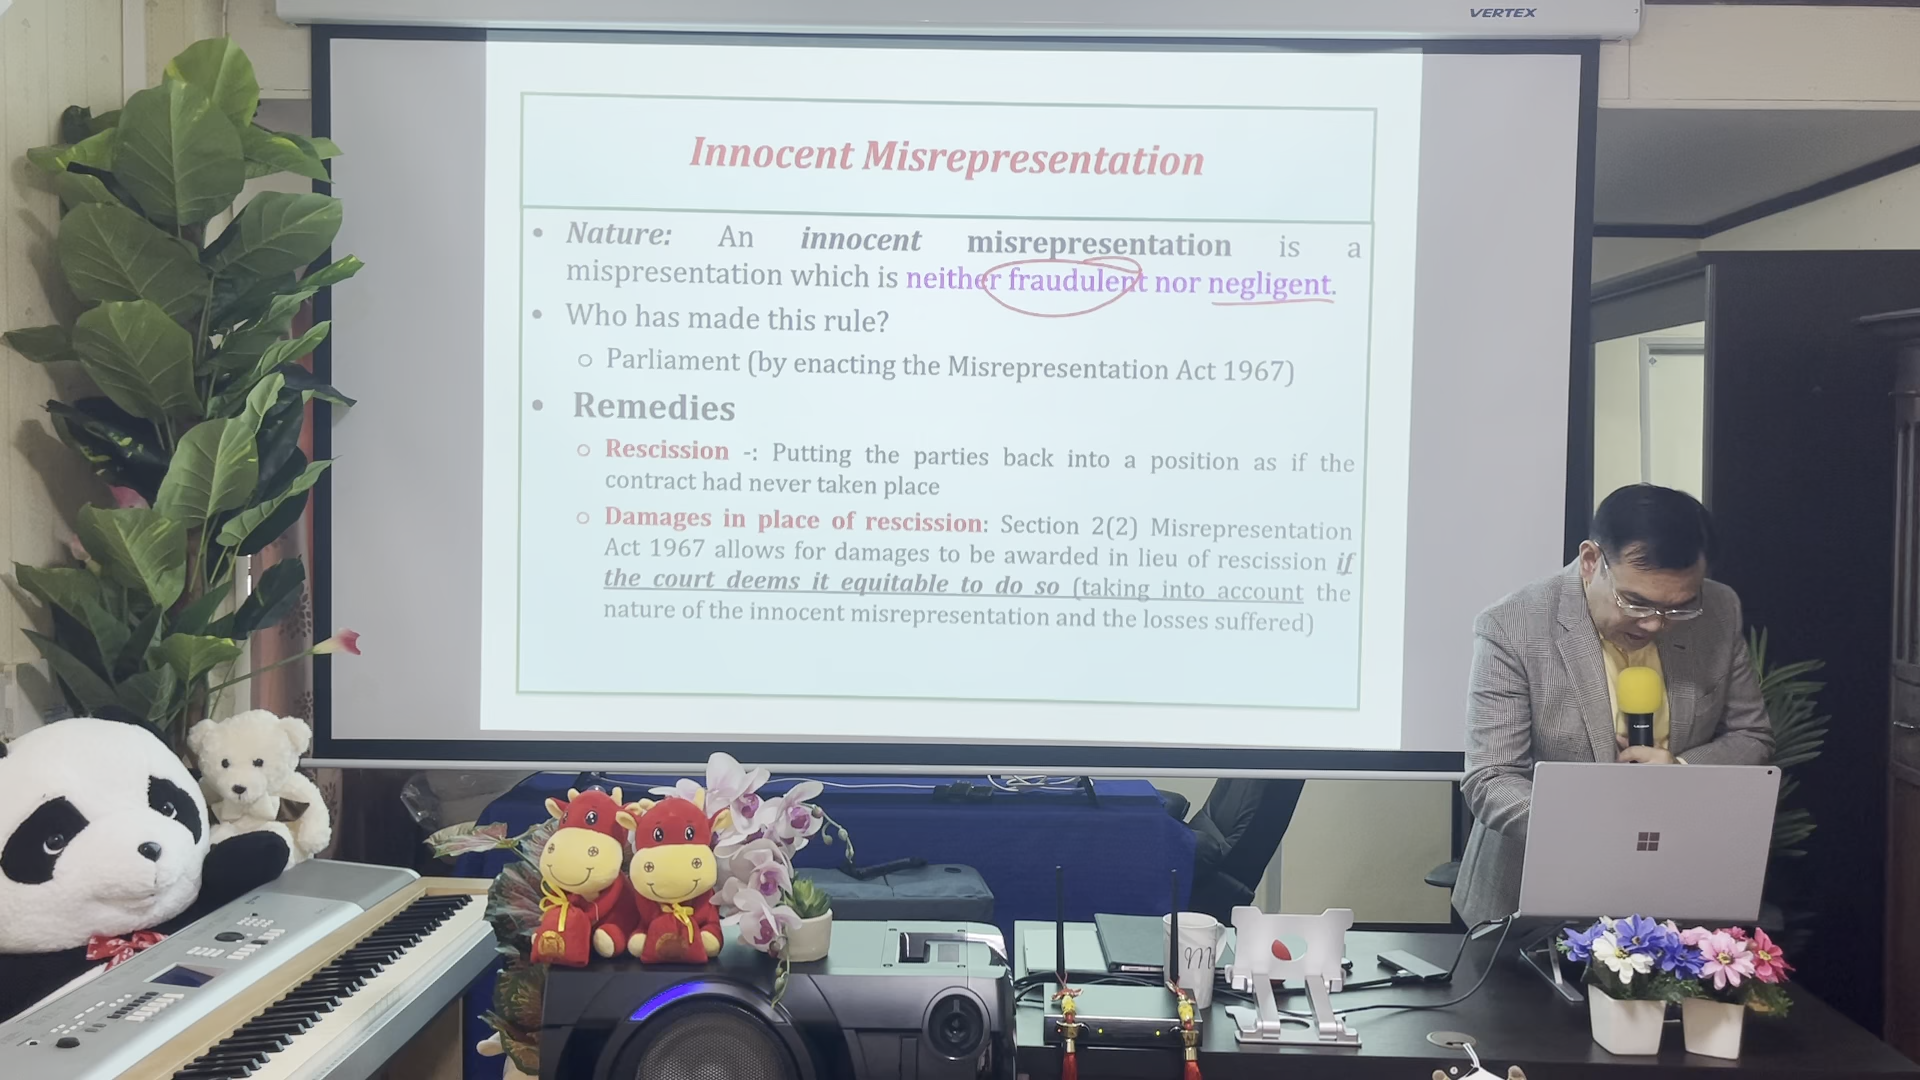 VERTEX
Innocent Misrepresentation
• Nature: An innocent misrepresentation is a
mispresentation which is neither fraudulent nor negligent.
• Who has made this rule?
o Parliament (by enacting the Misrepresentation Act 1967)
• Remedies
o Rescission -: Putting the parties back into a position as if the
contract had never taken place
o Damages in place of rescission: Section 2(2) Misrepresentation
Act 1967 allows for damages to be awarded in lieu of rescission if
the court deems it equitable to do so (taking into account the
nature of the innocent misrepresentation and the losses suffered)